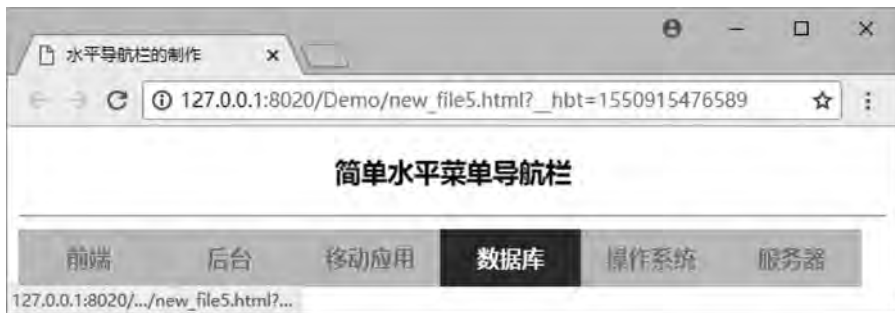 水平导航栏的制作
127.0.0.1:8020/Demo/new_file5.html?__hbt=1550915476589
简单水平菜单导航栏
前端 后台 移动应用 数据库 操作系统 服务器
127.0.0.1:8020/.../new_file5.html?...